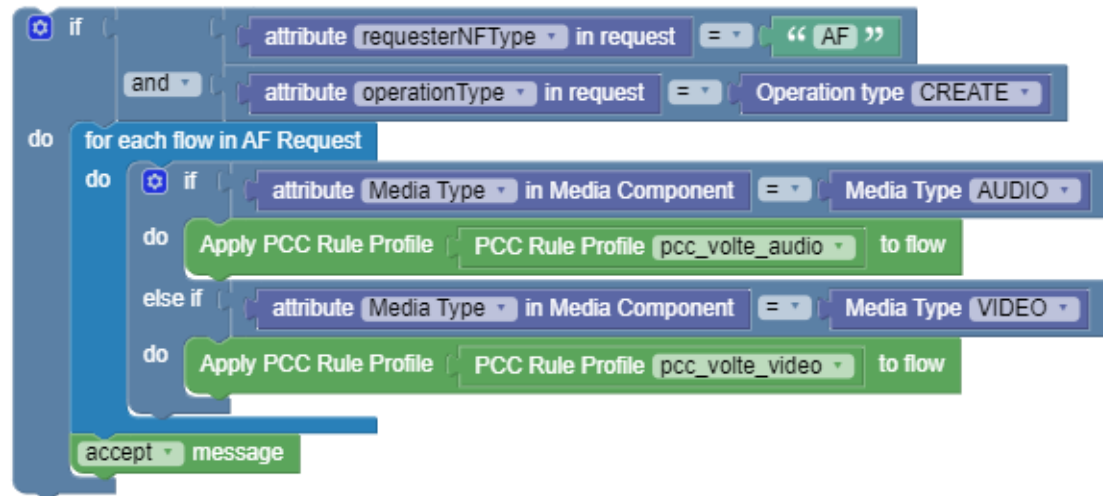 if attribute requesterNFType in request = “ AF ”
and attribute operationType in request = Operation type CREATE
do for each flow in AF Request
do if attribute Media Type in Media Component = Media Type AUDIO
do Apply PCC Rule Profile PCC Rule Profile pcc_volte_audio to flow
else if attribute Media Type in Media Component = Media Type VIDEO
do Apply PCC Rule Profile PCC Rule Profile pcc_volte_video to flow
accept message